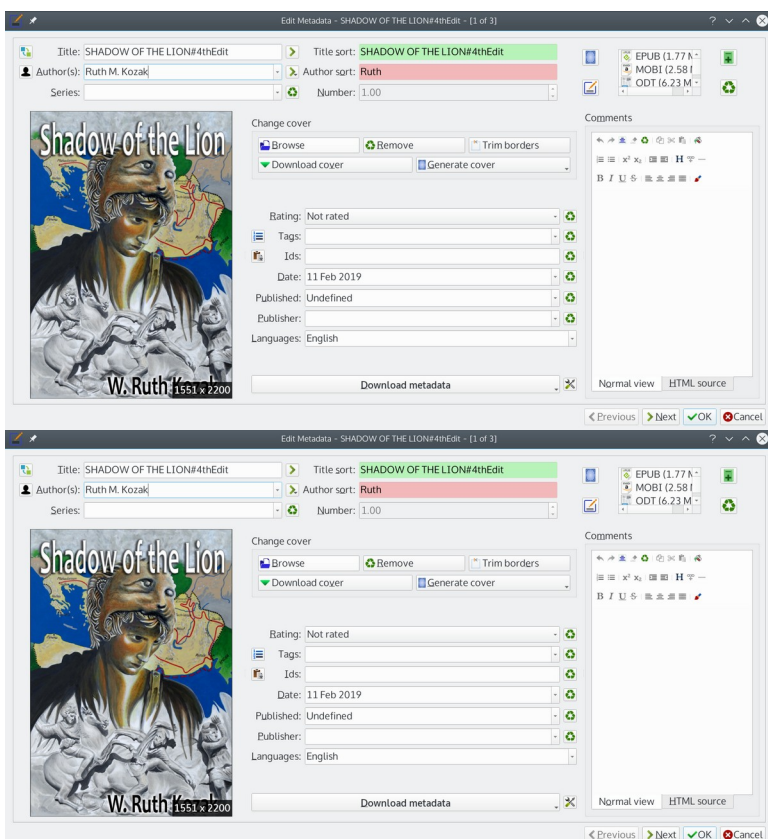 Edit Metadata - SHADOW OF THE LION#4thEdit - [1 of 3]
Title: SHADOW OF THE LION#4thEdit Title sort: SHADOW OF THE LION#4thEdit
Author(s): Ruth M. Kozak Author sort: Ruth
Series: Number: 1.00
EPUB (1.77 M
MOBI (2.58 M
ODT (6.23 M
Change cover
Browse Remove Trim borders
Download cover Generate cover
Comments
Shadow of the Lion
W. Ruth
1551 x 2200
Rating: Not rated
Tags:
Ids:
Date: 11 Feb 2019
Published: Undefined
Publisher:
Languages: English
Download metadata
Normal view HTML source
Previous Next OK Cancel
Edit Metadata - SHADOW OF THE LION#4thEdit - [1 of 3]
Title: SHADOW OF THE LION#4thEdit Title sort: SHADOW OF THE LION#4thEdit
Author(s): Ruth M. Kozak Author sort: Ruth
Series: Number: 1.00
EPUB (1.77 M
MOBI (2.58 M
ODT (6.23 M
Change cover
Browse Remove Trim borders
Download cover Generate cover
Comments
Shadow of the Lion
W. Ruth
1551 x 2200
Rating: Not rated
Tags:
Ids:
Date: 11 Feb 2019
Published: Undefined
Publisher:
Languages: English
Download metadata
Normal view HTML source
Previous Next OK Cancel